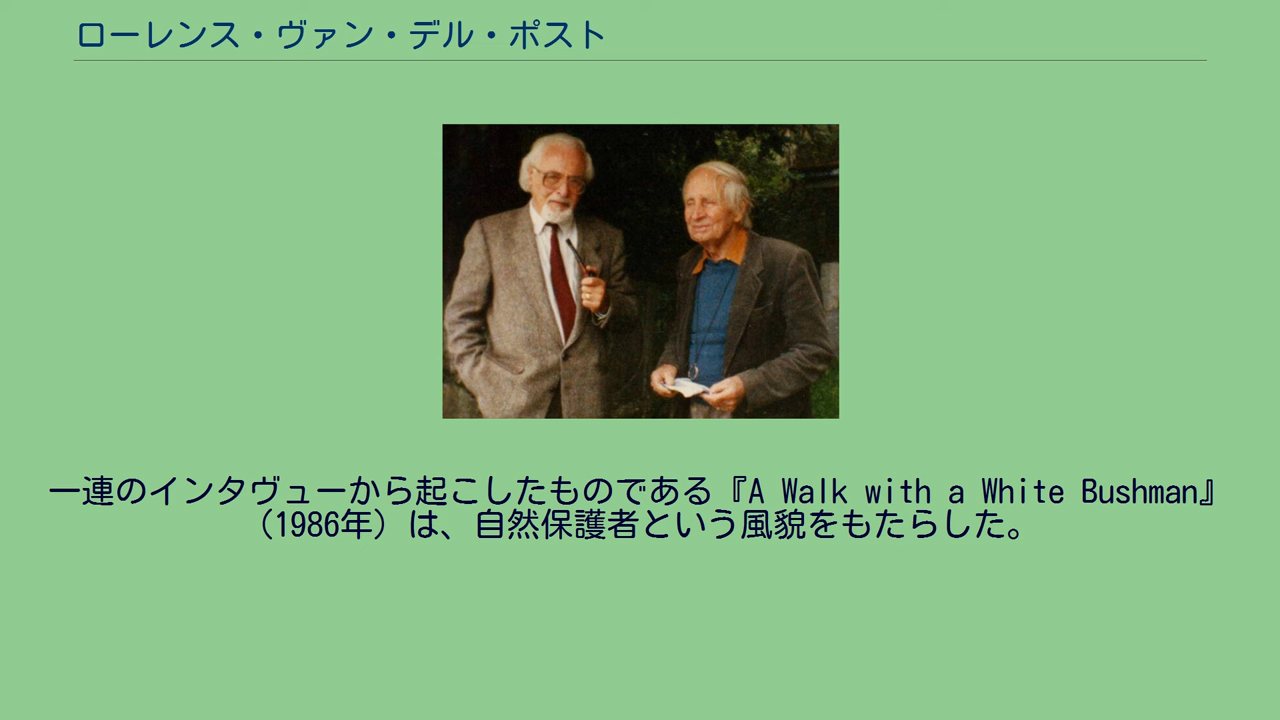 ローレンス・ヴァン・デル・ポスト
一連のインタヴューから起こしたものである『A Walk with a White Bushman』
（1986年）は、自然保護者という風貌をもたらした。